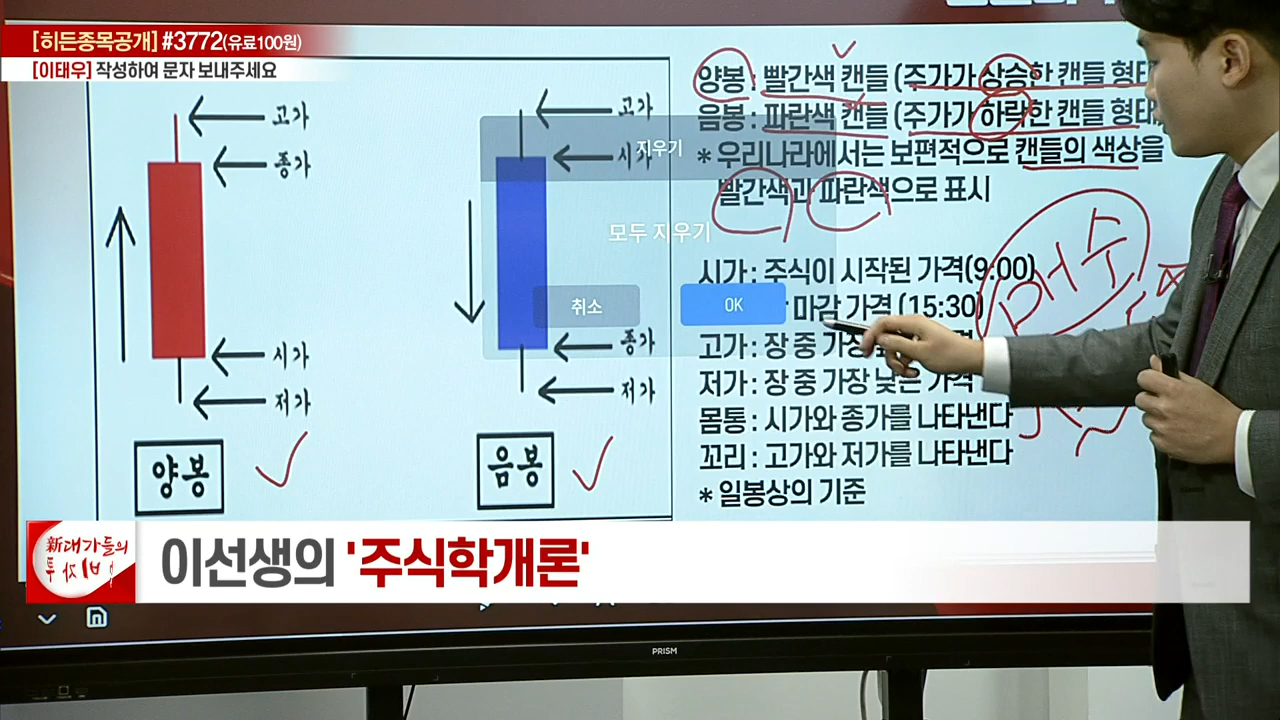 [히든종목공개] #3772(유료100원)
[이태우] 작성하여 문자 보내주세요
고가
종가
시가
저가
양봉
고가
시가
종가
저가
음봉
지우기
모두 지우기
취소
OK
양봉 : 빨간색 캔들 (주가가 상승한 캔들 형태
음봉 : 파란색 캔들 (주가가 하락한 캔들 형태)
* 우리나라에서는 보편적으로 캔들의 색상을
빨간색과 파란색으로 표시
시가 : 주식이 시작된 가격(9:00)
마감 가격 (15:30)
고가 : 장 중 가장
저가 : 장 중 가장 낮은 가격
몸통 : 시가와 종가를 나타낸다
꼬리 : 고가와 저가를 나타낸다
* 일봉상의 기준
매수
新대가들의
이선생의 '주식학개론'
PRISM